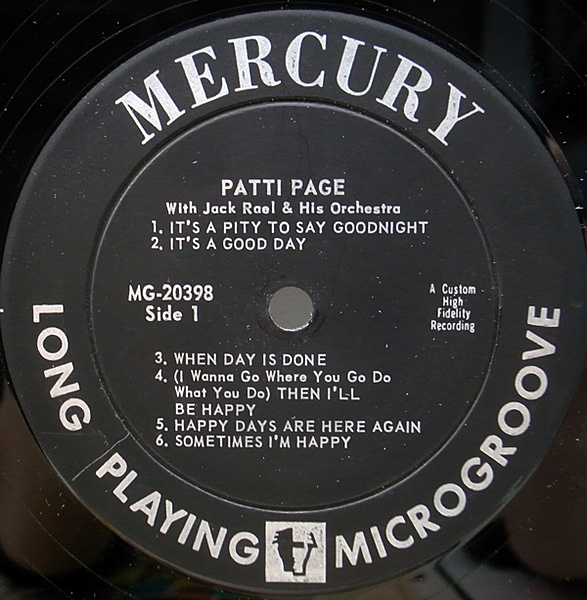 MERCURY
PATTI PAGE
With Jack Rael & His Orchestra
1. IT'S A PITY TO SAY GOODNIGHT
2. IT'S A GOOD DAY
MG-20398
Side 1
A Custom
High
Fidelity
Recording
3. WHEN DAY IS DONE
4. (I Wanna Go Where You Go Do
What You Do) THEN I'LL
BE HAPPY
5. HAPPY DAYS ARE HERE AGAIN
6. SOMETIMES I'M HAPPY
LONG PLAYING MICROGROOVE